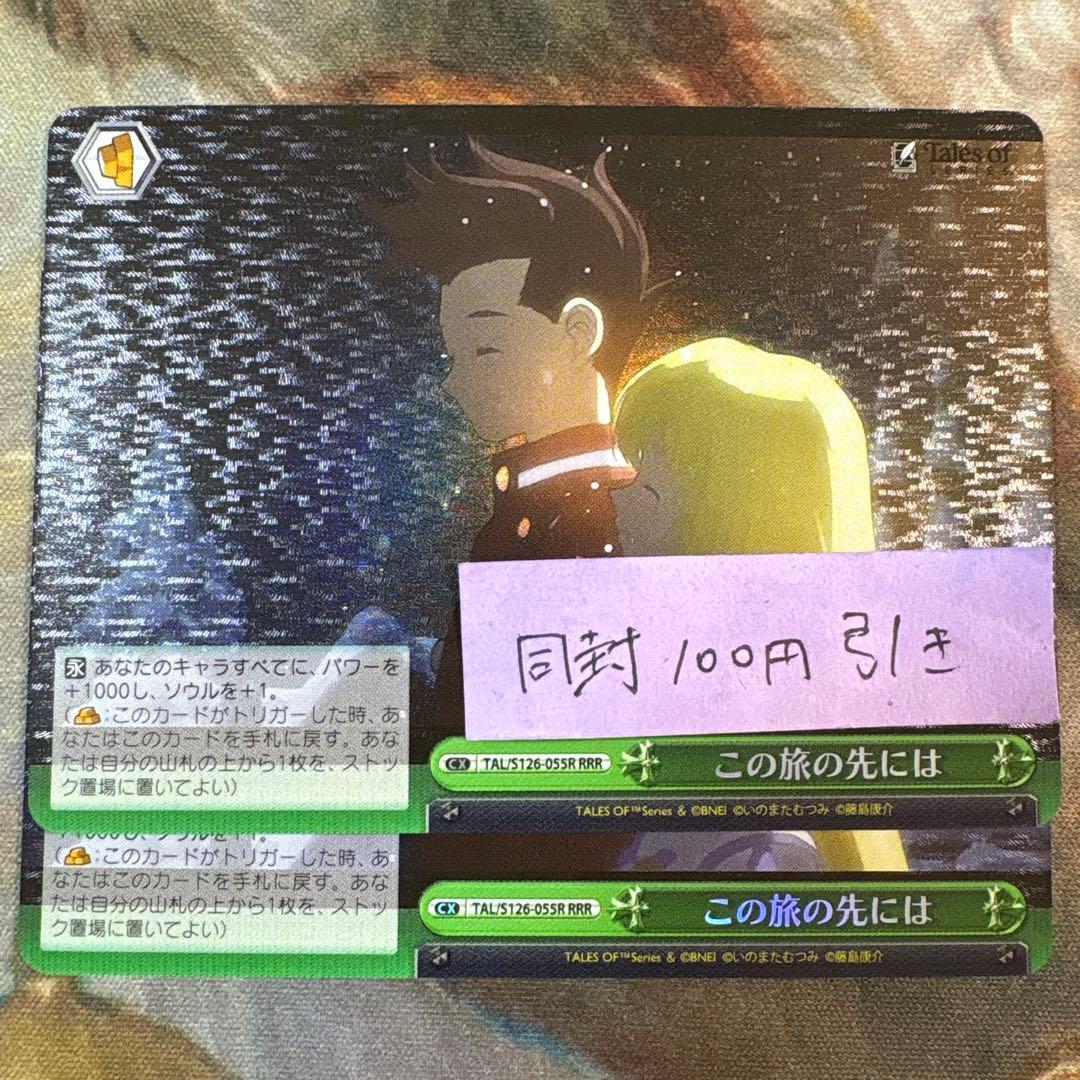 Tales of
同封 100円引き
永 あなたのキャラすべてに、パワーを
+1000し、ソウルを+1。
( :このカードがトリガーした時、あ
なたはこのカードを手札に戻す。あな
たは自分の山札の上から1枚を、ストッ
ク置場に置いてよい)
CX TAL/S126-055R RRR この旅の先には
TALES OF™Series & ©BNEI ©いのまたむつみ ©藤島康介
+1000し、ソウルを+1。
( :このカードがトリガーした時、あ
なたはこのカードを手札に戻す。あな
たは自分の山札の上から1枚を、ストッ
ク置場に置いてよい)
CX TAL/S126-055R RRR この旅の先には
TALES OF™Series & ©BNEI ©いのまたむつみ ©藤島康介